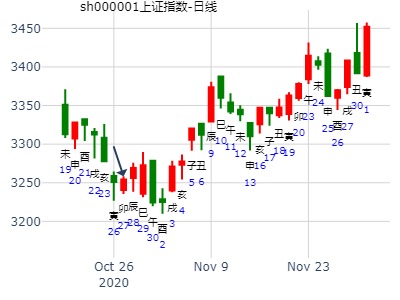 sh000001上证指数-日线
3450
3400
3350
3300
3250
3200
未
19
申
20
酉
21
戌
22
亥
23
寅
26
卯
27
辰
28
巳
29
午
30
酉
2
戌
3
亥
4
子
5
丑
6
辰
9
巳
10
午
11
未
12
申
13
亥
16
子
17
丑
18
寅
19
卯
20
午
23
未
24
申
25
酉
26
戌
27
丑
30
寅
1
Oct 26
2020
Nov 9
Nov 23